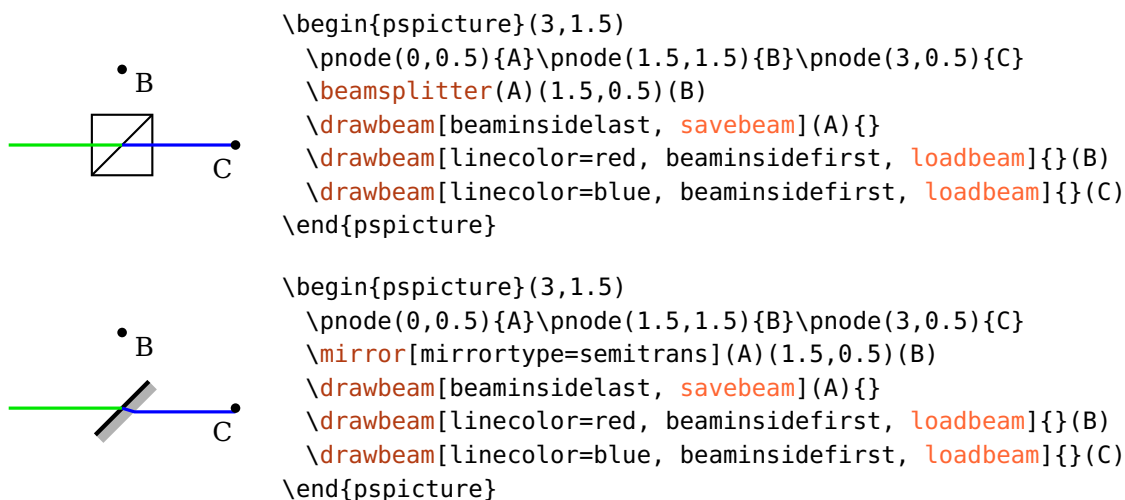 B
C
\begin{pspicture}(3,1.5)
  \pnode(0,0.5){A}\pnode(1.5,1.5){B}\pnode(3,0.5){C}
  \beamsplitter(A)(1.5,0.5)(B)
  \drawbeam[beaminsidelast, savebeam](A){}
  \drawbeam[linecolor=red, beaminsidefirst, loadbeam]{}(B)
  \drawbeam[linecolor=blue, beaminsidefirst, loadbeam]{}(C)
\end{pspicture}
B
C
\begin{pspicture}(3,1.5)
  \pnode(0,0.5){A}\pnode(1.5,1.5){B}\pnode(3,0.5){C}
  \mirror[mirrortype=semitrans](A)(1.5,0.5)(B)
  \drawbeam[beaminsidelast, savebeam](A){}
  \drawbeam[linecolor=red, beaminsidefirst, loadbeam]{}(B)
  \drawbeam[linecolor=blue, beaminsidefirst, loadbeam]{}(C)
\end{pspicture}